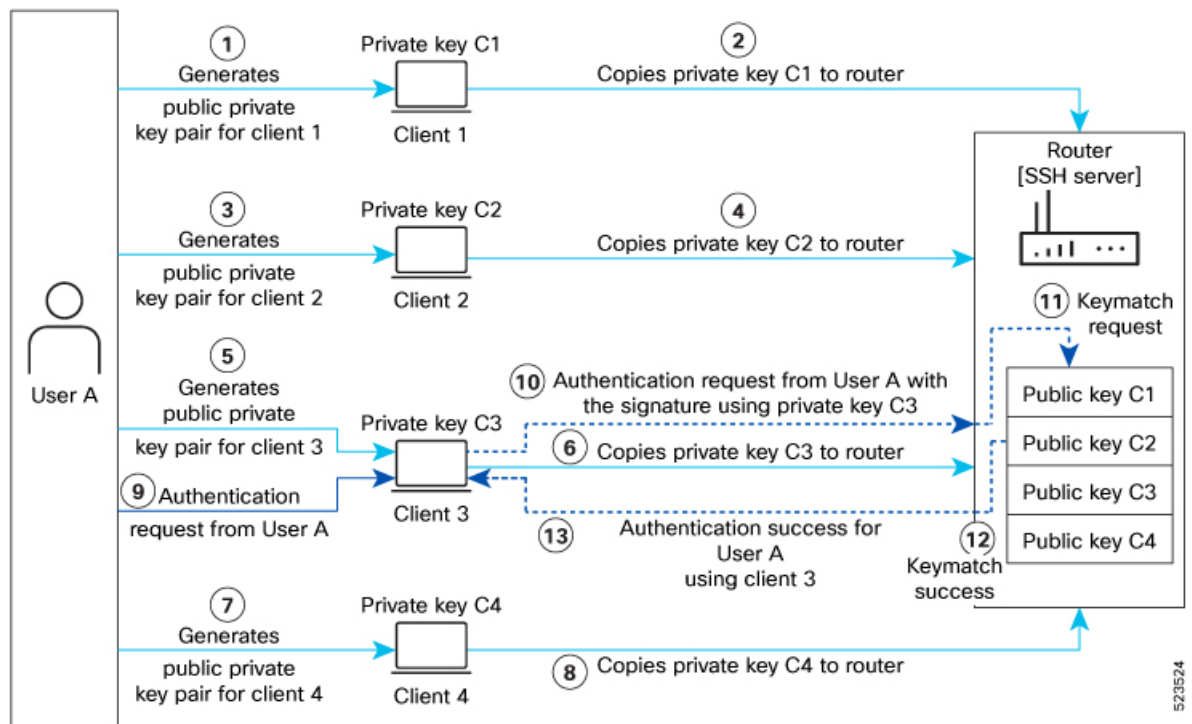 1
Generates
public private
key pair for client 1
Private key C1
Client 1
2
Copies private key C1 to router
Router
[SSH server]
3
Generates
public private
key pair for client 2
Private key C2
Client 2
4
Copies private key C2 to router
User A
5
Generates
public private
key pair for client 3
Private key C3
Client 3
10
Authentication request from User A with
the signature using private key C3
6
Copies private key C3 to router
11
Keymatch
request
Public key C1
Public key C2
Public key C3
Public key C4
9
Authentication
request from User A
13
Authentication success for
User A
using client 3
12
Keymatch
success
7
Generates
public private
key pair for client 4
Private key C4
Client 4
8
Copies private key C4 to router
523524